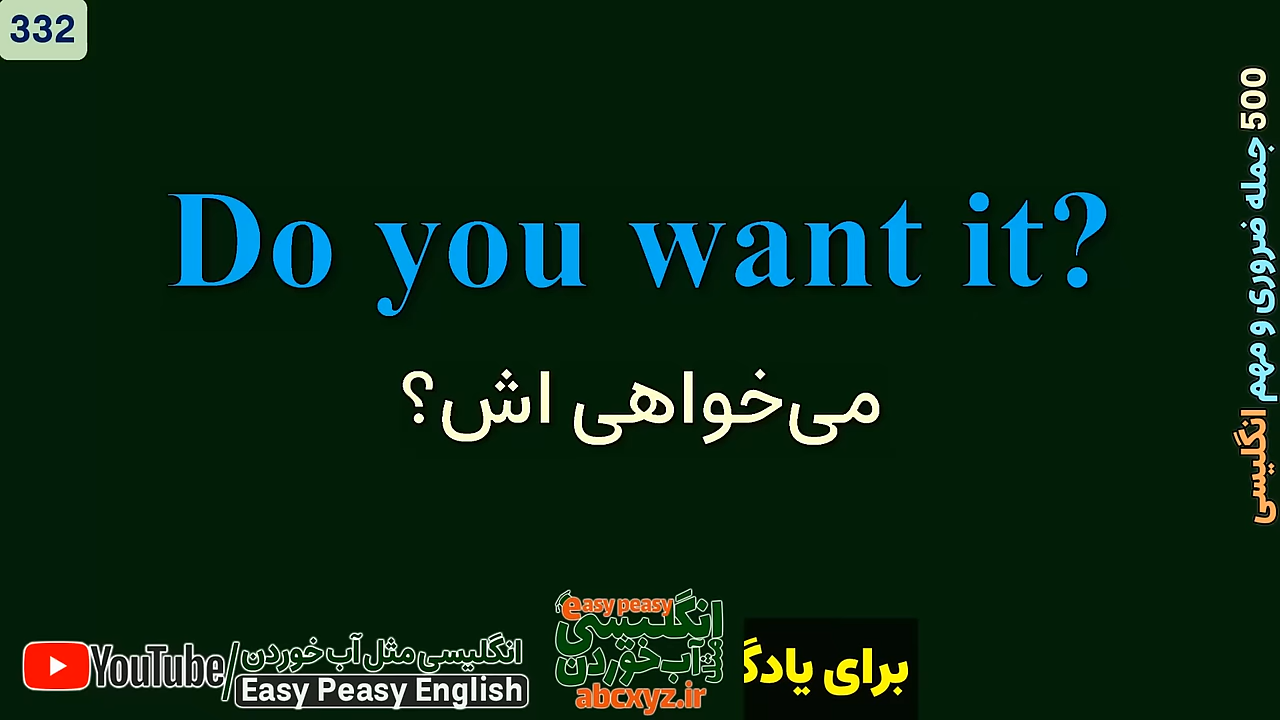 332
Do you want it?
می‌خواهی اش؟
500 جمله ضروری و مهم انگلیسی
YouTube/
انگلیسی مثل آب خوردن
Easy Peasy English
easy peasy
انگلیسی
مثل آب خوردن
abcxyz.ir
برای